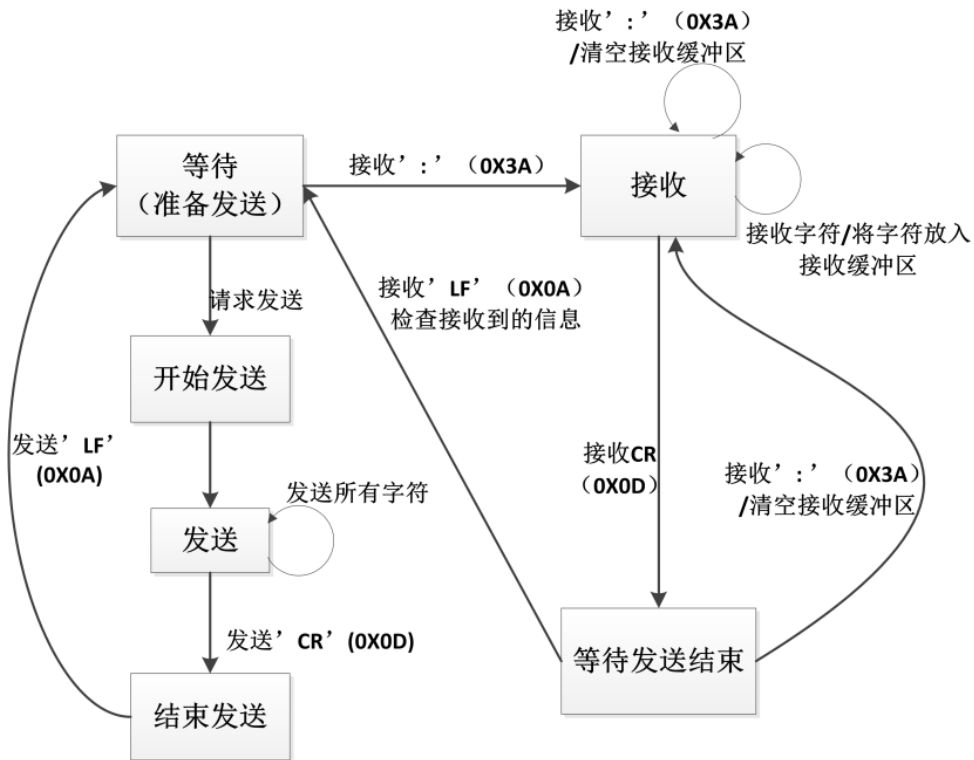 接收’:’（0X3A）
/清空接收缓冲区
等待
（准备发送）
接收’:’（0X3A）
接收
接收字符/将字符放入
接收缓冲区
请求发送
接收’LF’（0X0A）
检查接收到的信息
开始发送
发送’LF’
(0X0A)
接收CR
（0X0D）
接收’:’（0X3A）
/清空接收缓冲区
发送所有字符
发送
发送’CR’(0X0D)
等待发送结束
结束发送